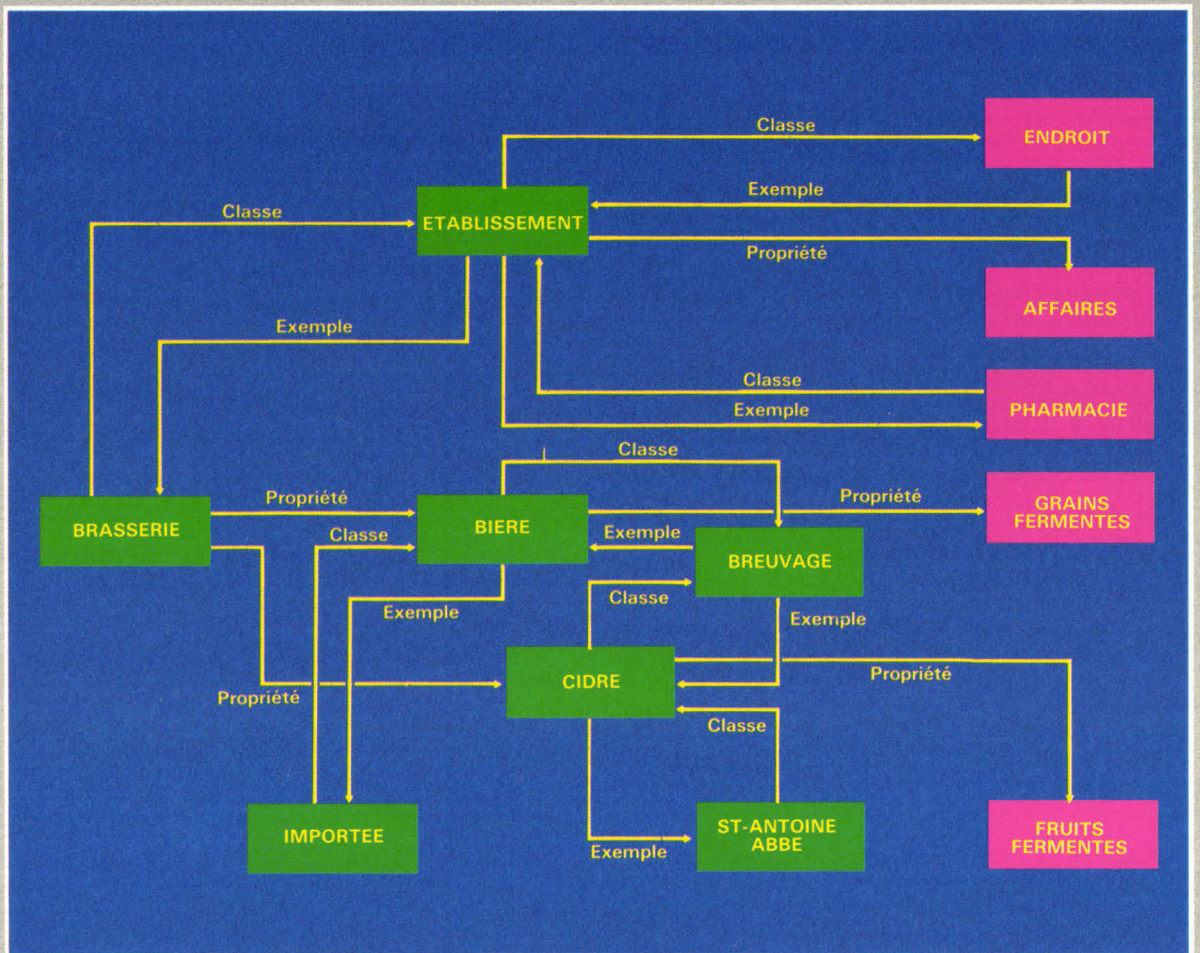 Classe
ENDROIT
Exemple
Classe
ETABLISSEMENT
Propriété
AFFAIRES
Exemple
Classe
PHARMACIE
Exemple
Classe
Propriété
Propriété
GRAINS
FERMENTES
BRASSERIE
BIERE
Classe
Exemple
BREUVAGE
Classe
Exemple
Exemple
CIDRE
Propriété
Propriété
Classe
IMPORTEE
ST-ANTOINE
ABBE
FRUITS
FERMENTES
Exemple